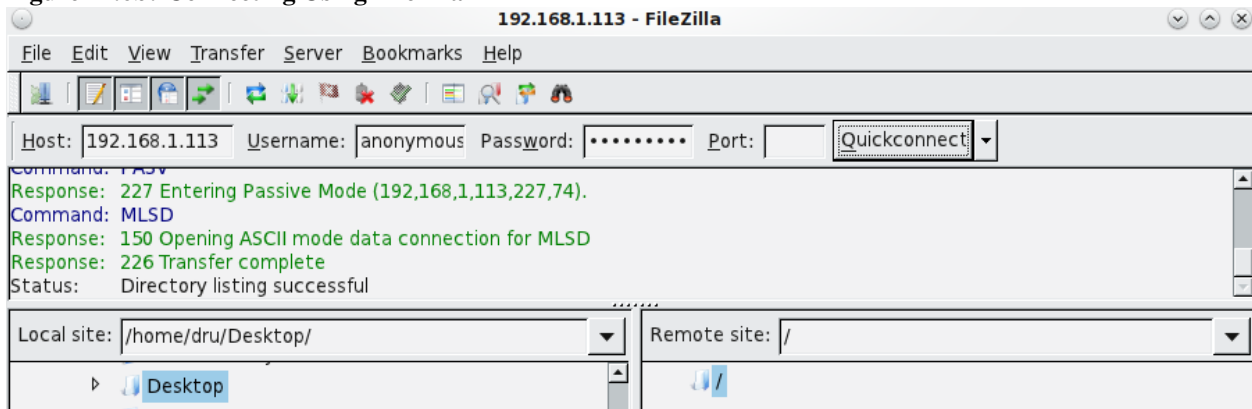 192.168.1.113 - FileZilla
File Edit View Transfer Server Bookmarks Help
Host: 192.168.1.113 Username: anonymous Password: ••••••••• Port: Quickconnect
Command: PASV
Response: 227 Entering Passive Mode (192,168,1,113,227,74).
Command: MLSD
Response: 150 Opening ASCII mode data connection for MLSD
Response: 226 Transfer complete
Status: Directory listing successful
Local site: /home/dru/Desktop/ Remote site: /
Desktop /